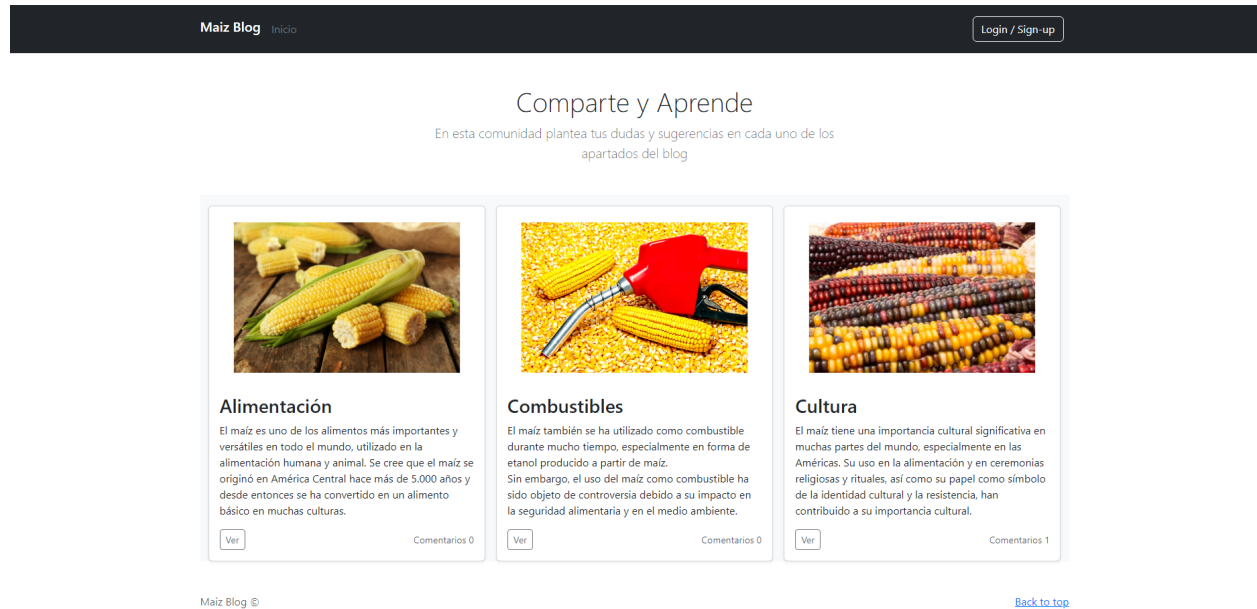 Maiz Blog Inicio Login / Sign-up
Comparte y Aprende
En esta comunidad plantea tus dudas y sugerencias en cada uno de los
apartados del blog
Alimentación
El maíz es uno de los alimentos más importantes y
versátiles en todo el mundo, utilizado en la
alimentación humana y animal. Se cree que el maíz se
originó en América Central hace más de 5.000 años y
desde entonces se ha convertido en un alimento
básico en muchas culturas.
Ver Comentarios 0
Combustibles
El maíz también se ha utilizado como combustible
durante mucho tiempo, especialmente en forma de
etanol producido a partir de maíz.
Sin embargo, el uso del maíz como combustible ha
sido objeto de controversia debido a su impacto en
la seguridad alimentaria y en el medio ambiente.
Ver Comentarios 0
Cultura
El maíz tiene una importancia cultural significativa en
muchas partes del mundo, especialmente en las
Américas. Su uso en la alimentación y en ceremonias
religiosas y rituales, así como su papel como símbolo
de la identidad cultural y la resistencia, han
contribuido a su importancia cultural.
Ver Comentarios 1
Maiz Blog © Back to top